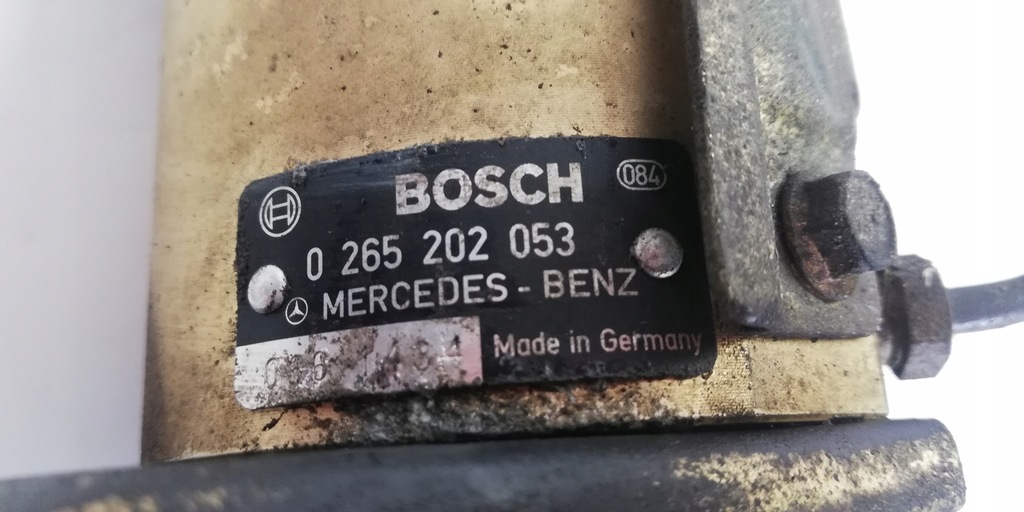 BOSCH 084
0 265 202 053
MERCEDES - BENZ
Made in Germany